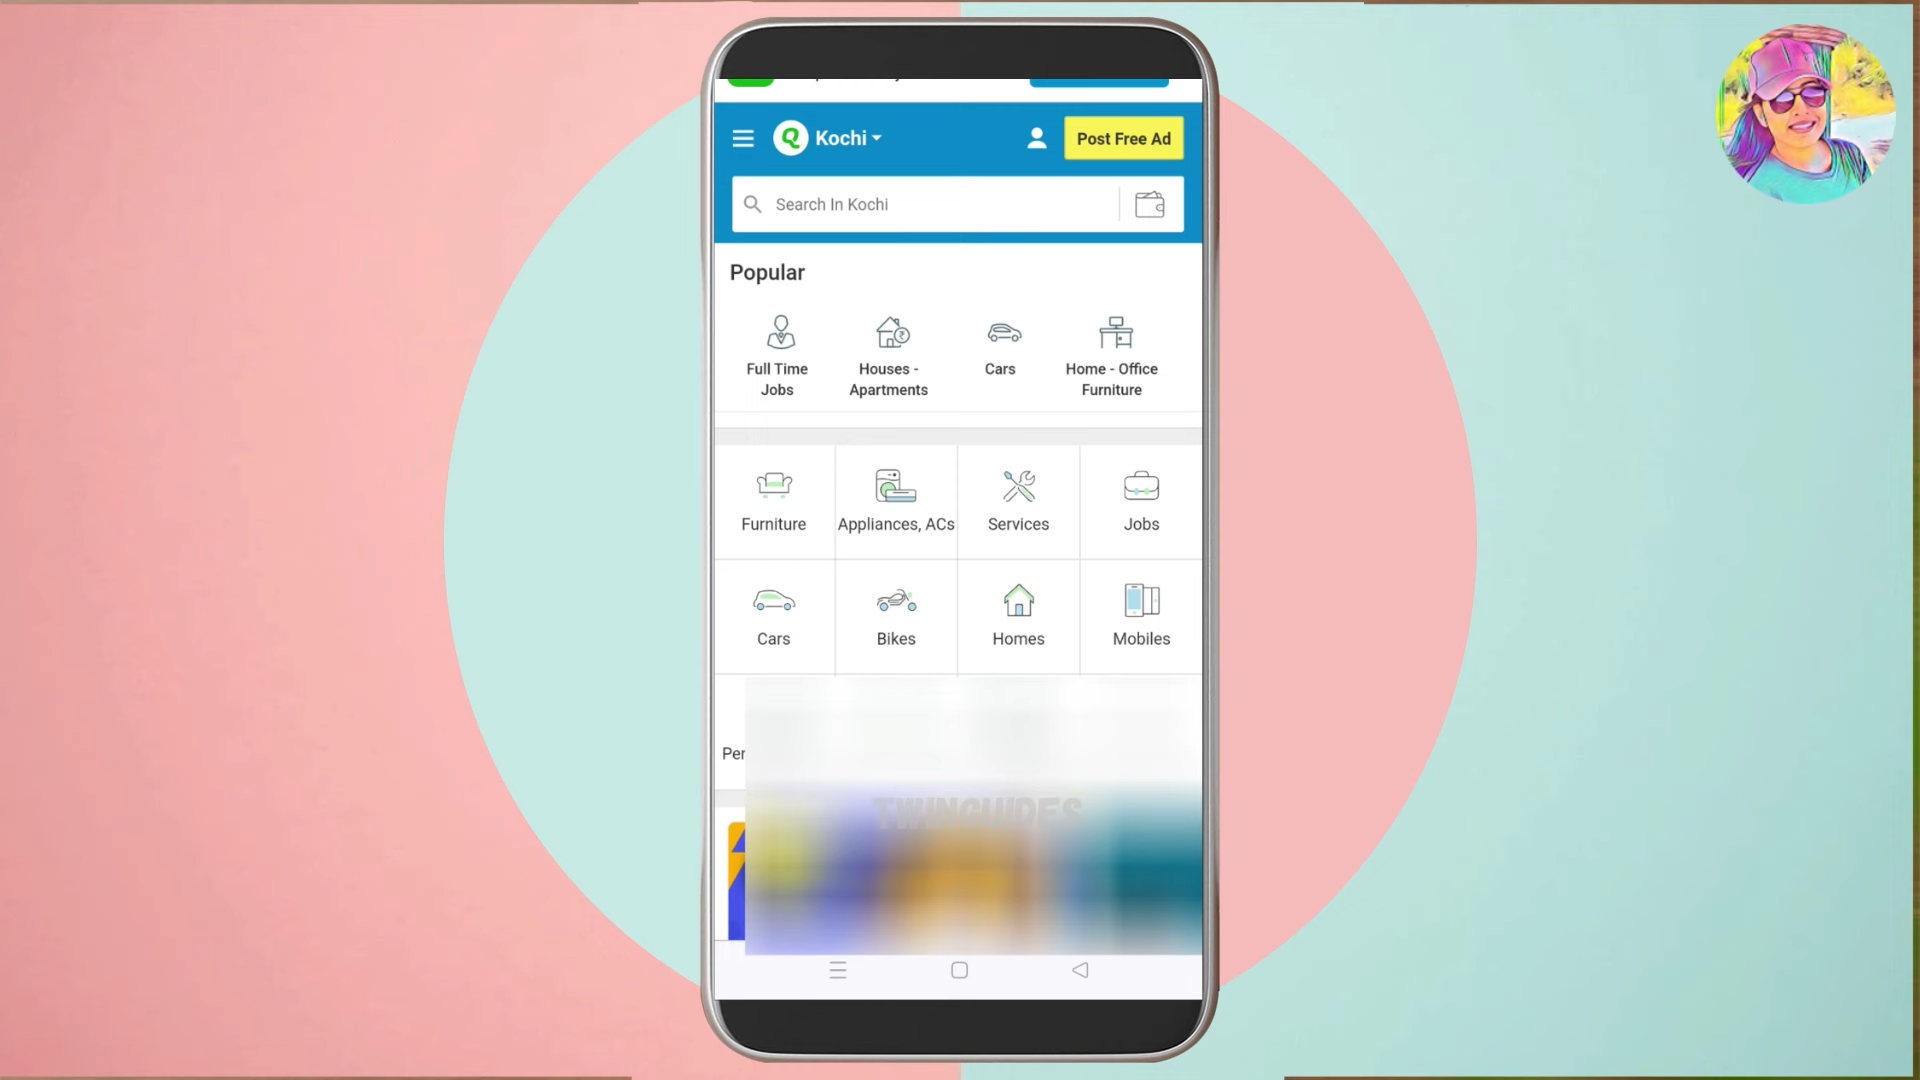 Kochi
Post Free Ad
Search In Kochi
Popular
Full Time
Jobs
Houses -
Apartments
Cars
Home - Office
Furniture
Furniture
Appliances, ACs
Services
Jobs
Cars
Bikes
Homes
Mobiles
Per
TWINGUIDES